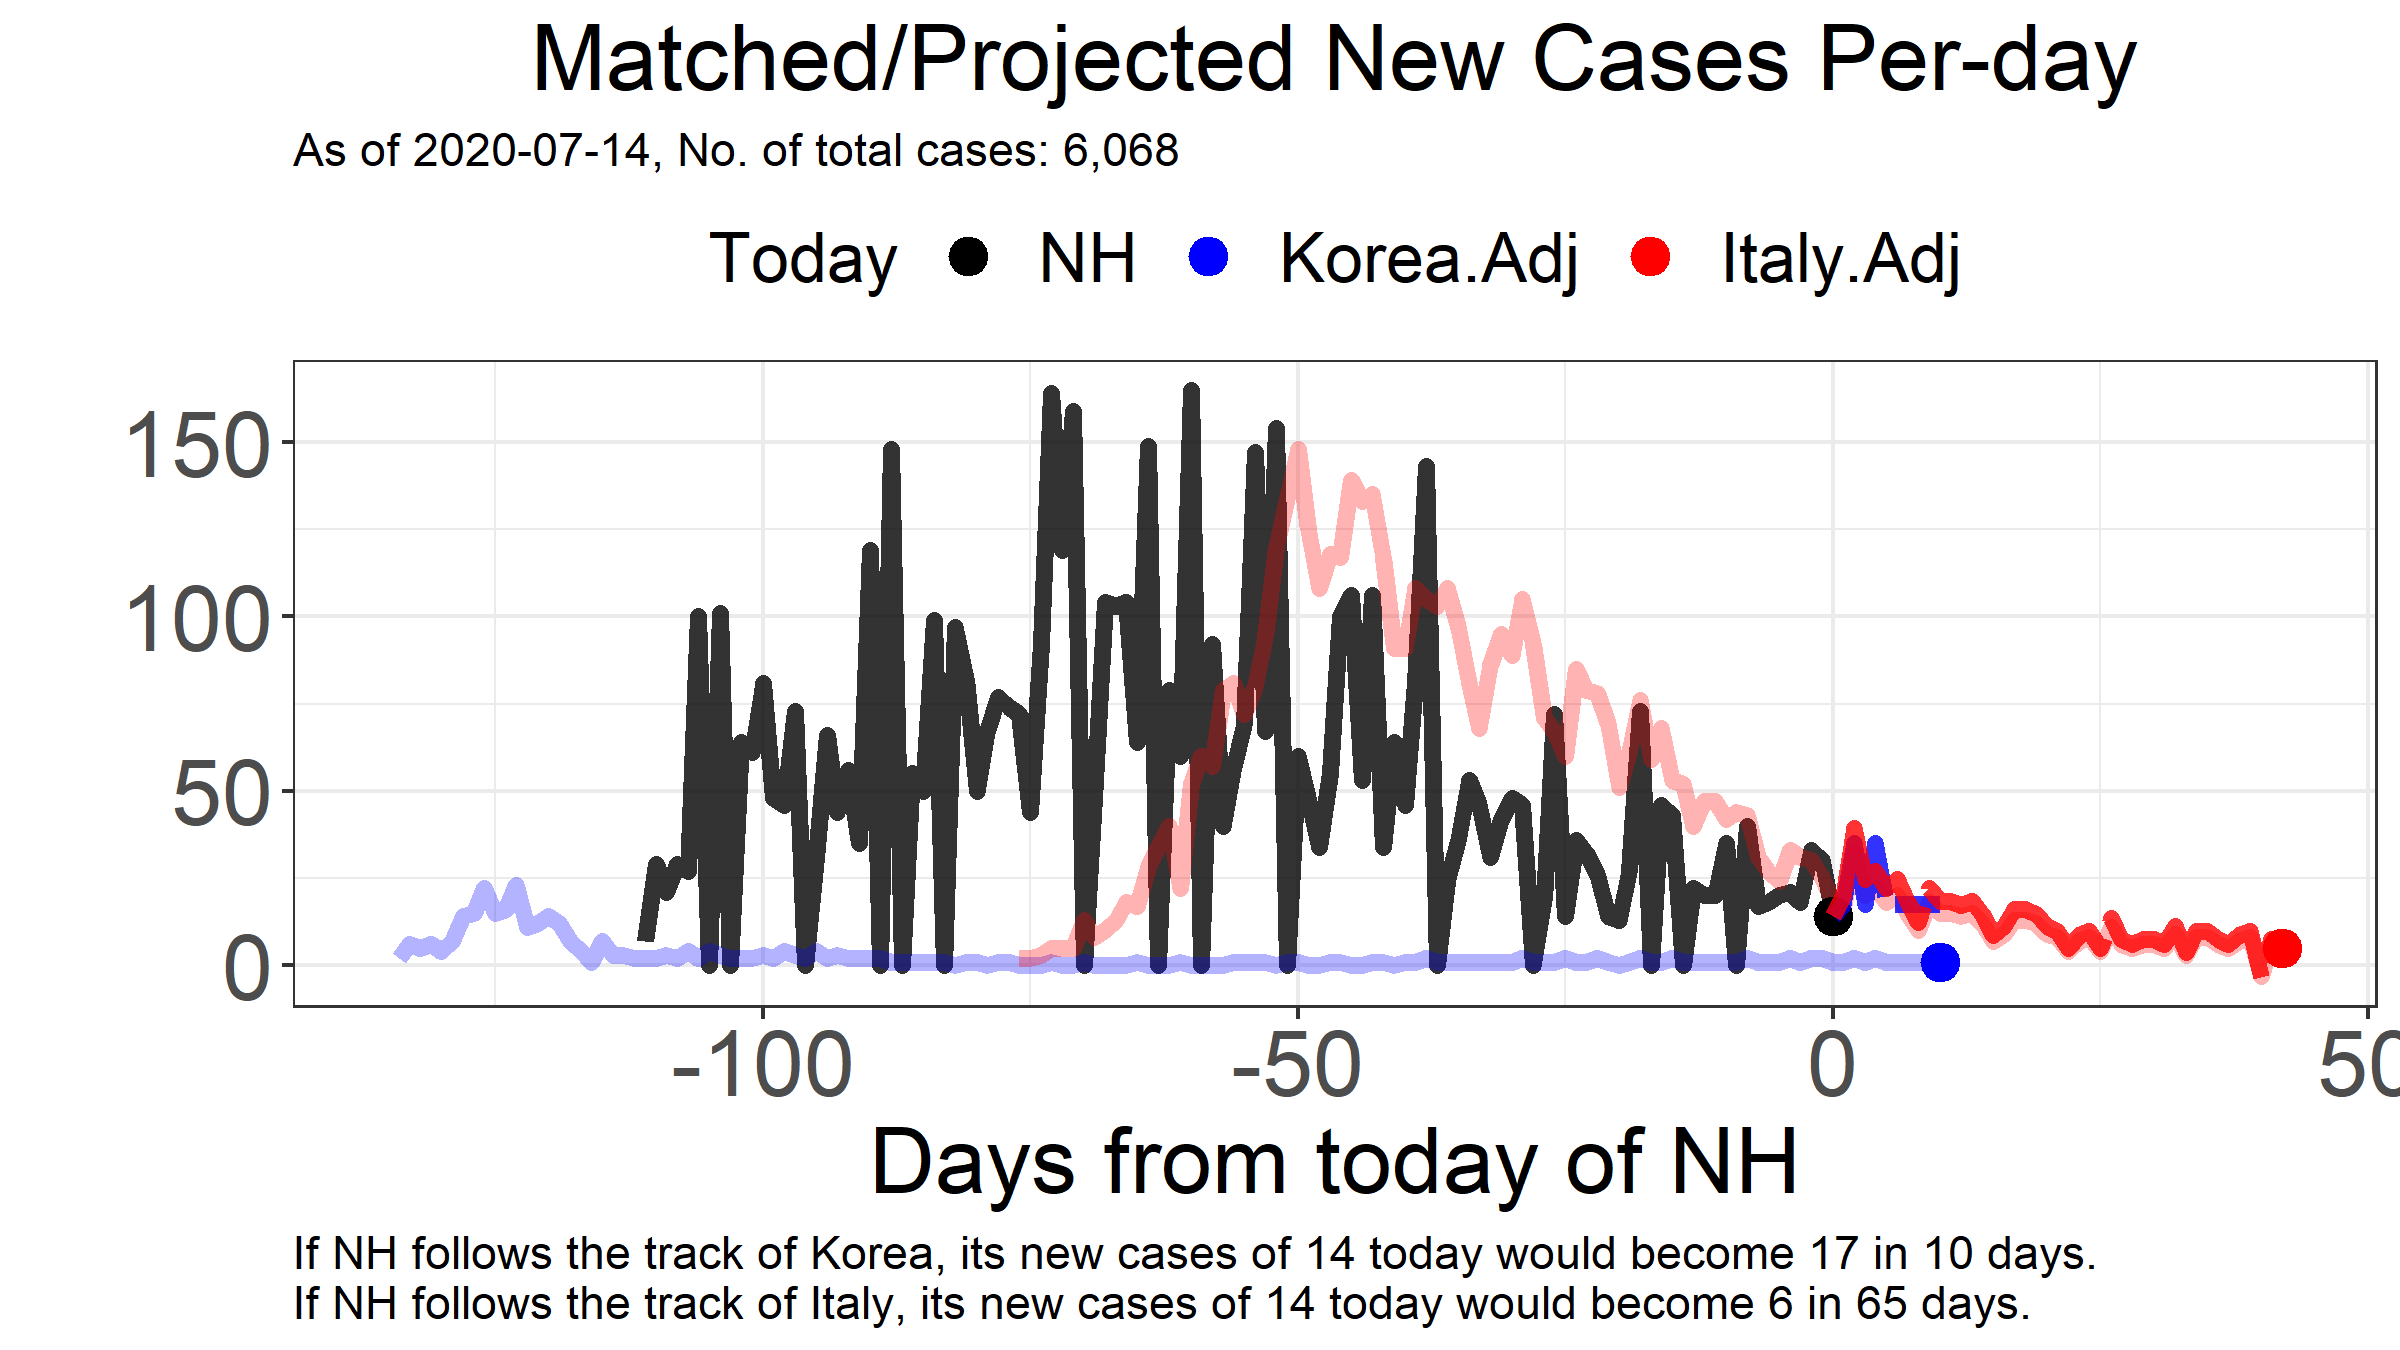 Matched/Projected New Cases Per-day
As of 2020-07-14, No. of total cases: 6,068
Today NH Korea.Adj Italy.Adj
150
100
50
0
-100 -50 0 50
Days from today of NH
If NH follows the track of Korea, its new cases of 14 today would become 17 in 10 days.
If NH follows the track of Italy, its new cases of 14 today would become 6 in 65 days.